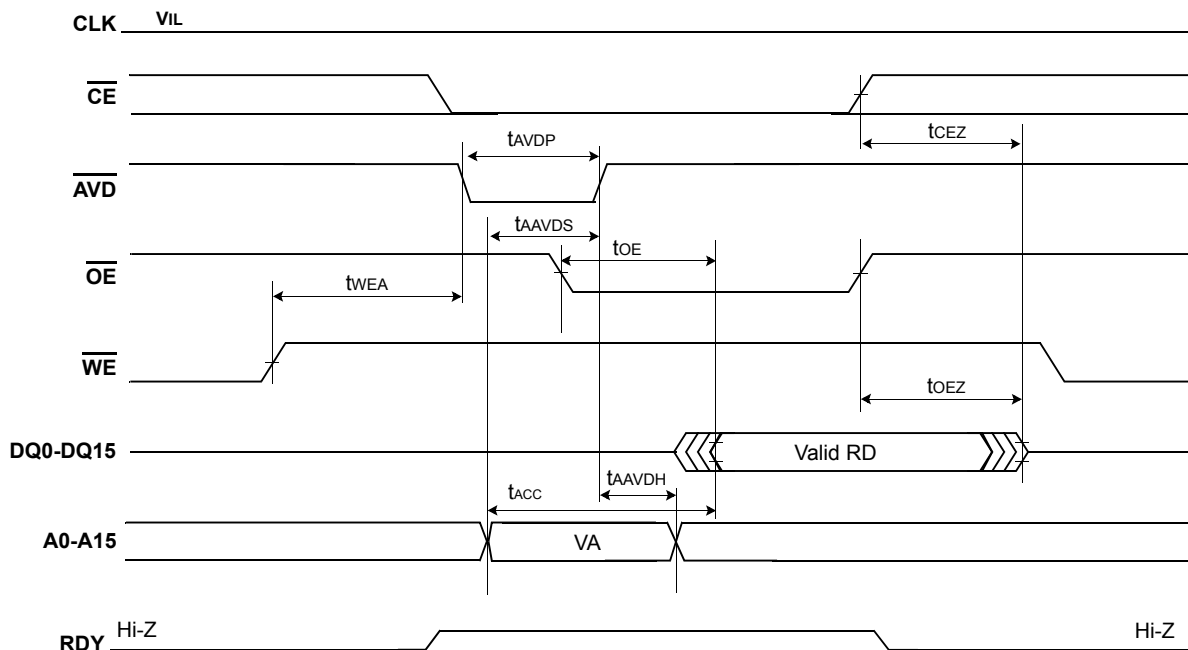 CLK VIL
CE
tCEZ
tAVDP
AVD
tAAVDS
tOE
OE
tWEA
WE
tOEZ
DQ0-DQ15 Valid RD
tAAVDH
tACC
A0-A15 VA
Hi-Z Hi-Z
RDY